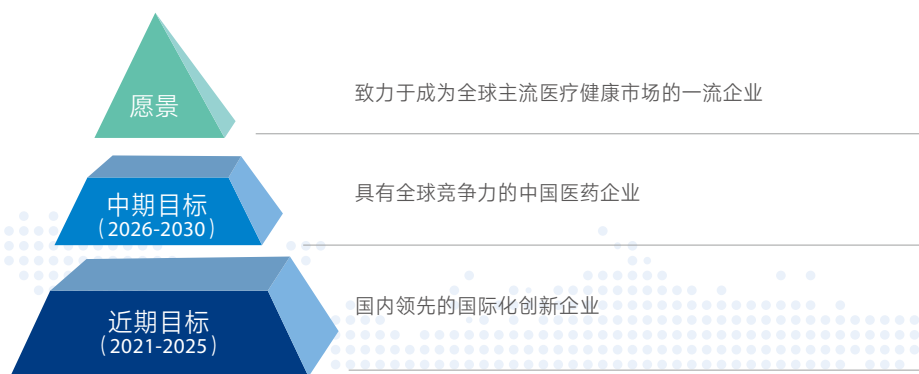 愿景
致力于成为全球主流医疗健康市场的一流企业
中期目标
（2026-2030）
具有全球竞争力的中国医药企业
近期目标
（2021-2025）
国内领先的国际化创新企业